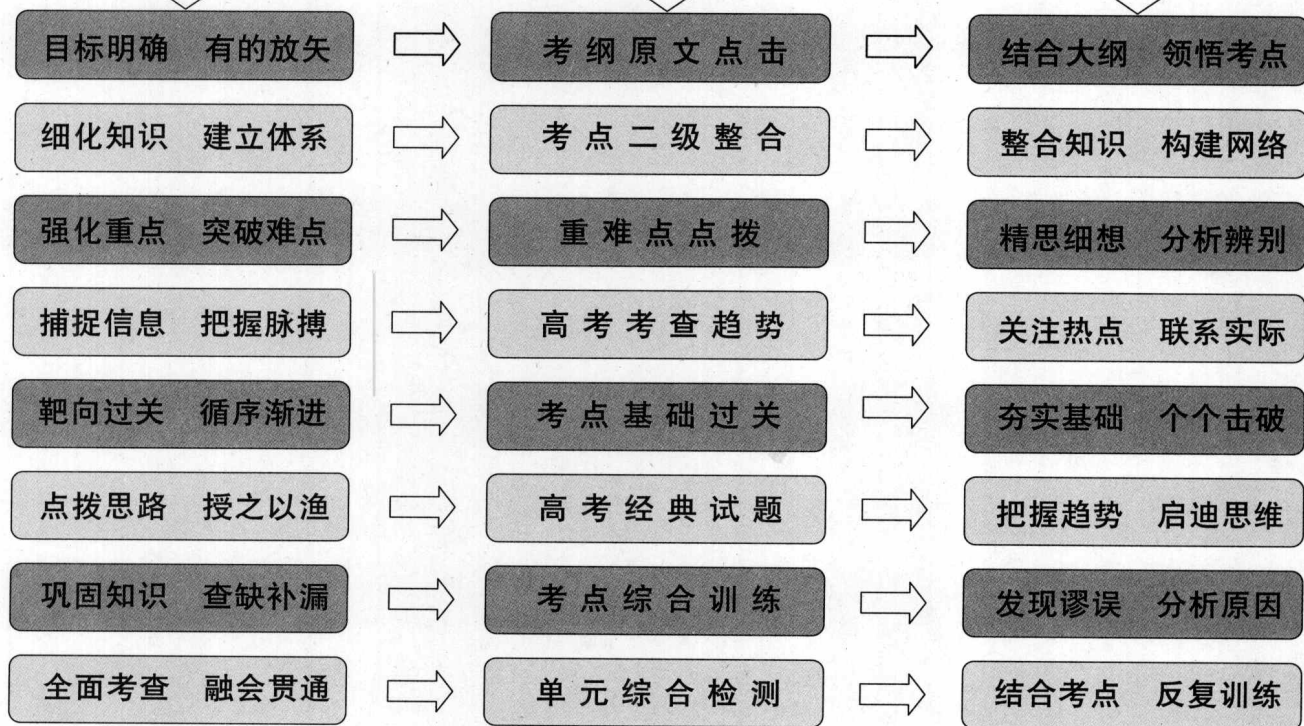 目标明确 有的放矢
考纲原文点击
结合大纲 领悟考点
细化知识 建立体系
考点二级整合
整合知识 构建网络
强化重点 突破难点
重难点点拨
精思细想 分析辨别
捕捉信息 把握脉搏
高考考查趋势
关注热点 联系实际
靶向过关 循序渐进
考点基础过关
夯实基础 个个击破
点拨思路 授之以渔
高考经典试题
把握趋势 启迪思维
巩固知识 查缺补漏
考点综合训练
发现谬误 分析原因
全面考查 融会贯通
单元综合检测
结合考点 反复训练